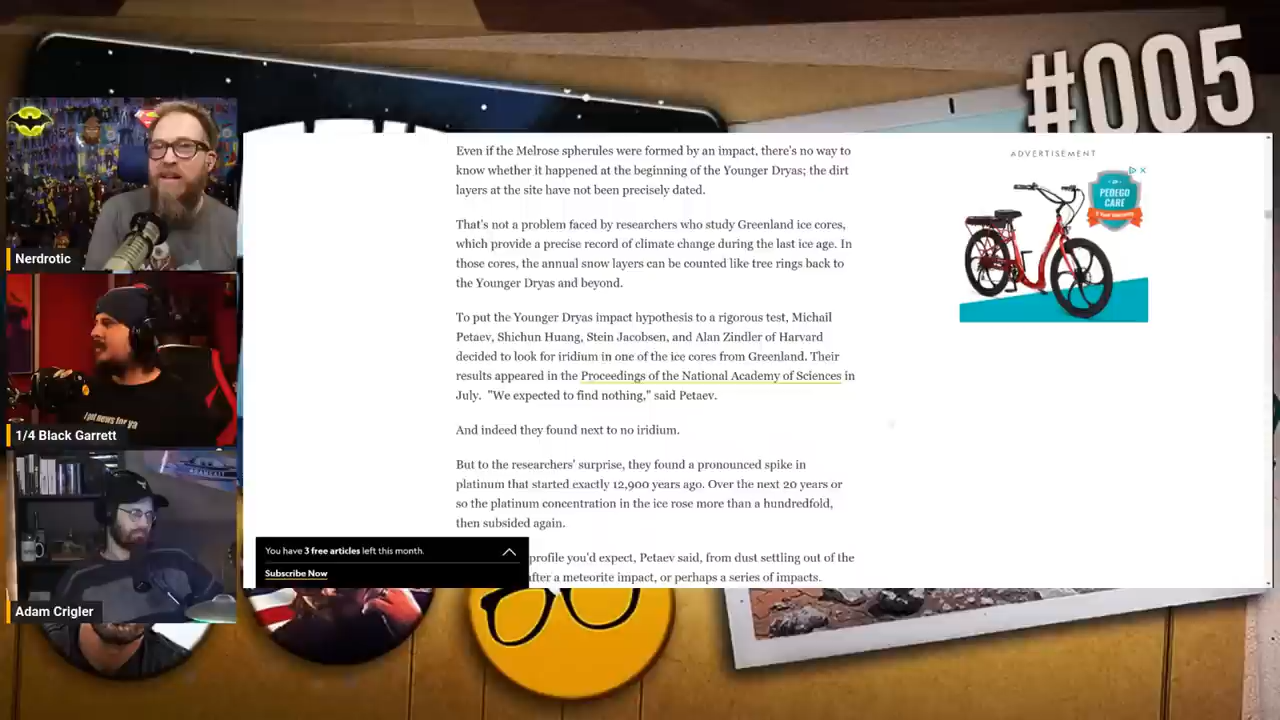 #005
Nerdrotic
I got news for ya
1/4 Black Garrett
Adam Crigler
Even if the Melrose spherules were formed by an impact, there's no way to
know whether it happened at the beginning of the Younger Dryas; the dirt
layers at the site have not been precisely dated.
That's not a problem faced by researchers who study Greenland ice cores,
which provide a precise record of climate change during the last ice age. In
those cores, the annual snow layers can be counted like tree rings back to
the Younger Dryas and beyond.
To put the Younger Dryas impact hypothesis to a rigorous test, Michail
Petaev, Shichun Huang, Stein Jacobsen, and Alan Zindler of Harvard
decided to look for iridium in one of the ice cores from Greenland. Their
results appeared in the Proceedings of the National Academy of Sciences in
July. "We expected to find nothing," said Petaev.
And indeed they found next to no iridium.
But to the researchers' surprise, they found a pronounced spike in
platinum that started exactly 12,900 years ago. Over the next 20 years or
so the platinum concentration in the ice rose more than a hundredfold,
then subsided again.
profile you'd expect, Petaev said, from dust settling out of the
after a meteorite impact, or perhaps a series of impacts.
You have 3 free articles left this month.
Subscribe Now
ADVERTISEMENT
PEDEGO
CARE